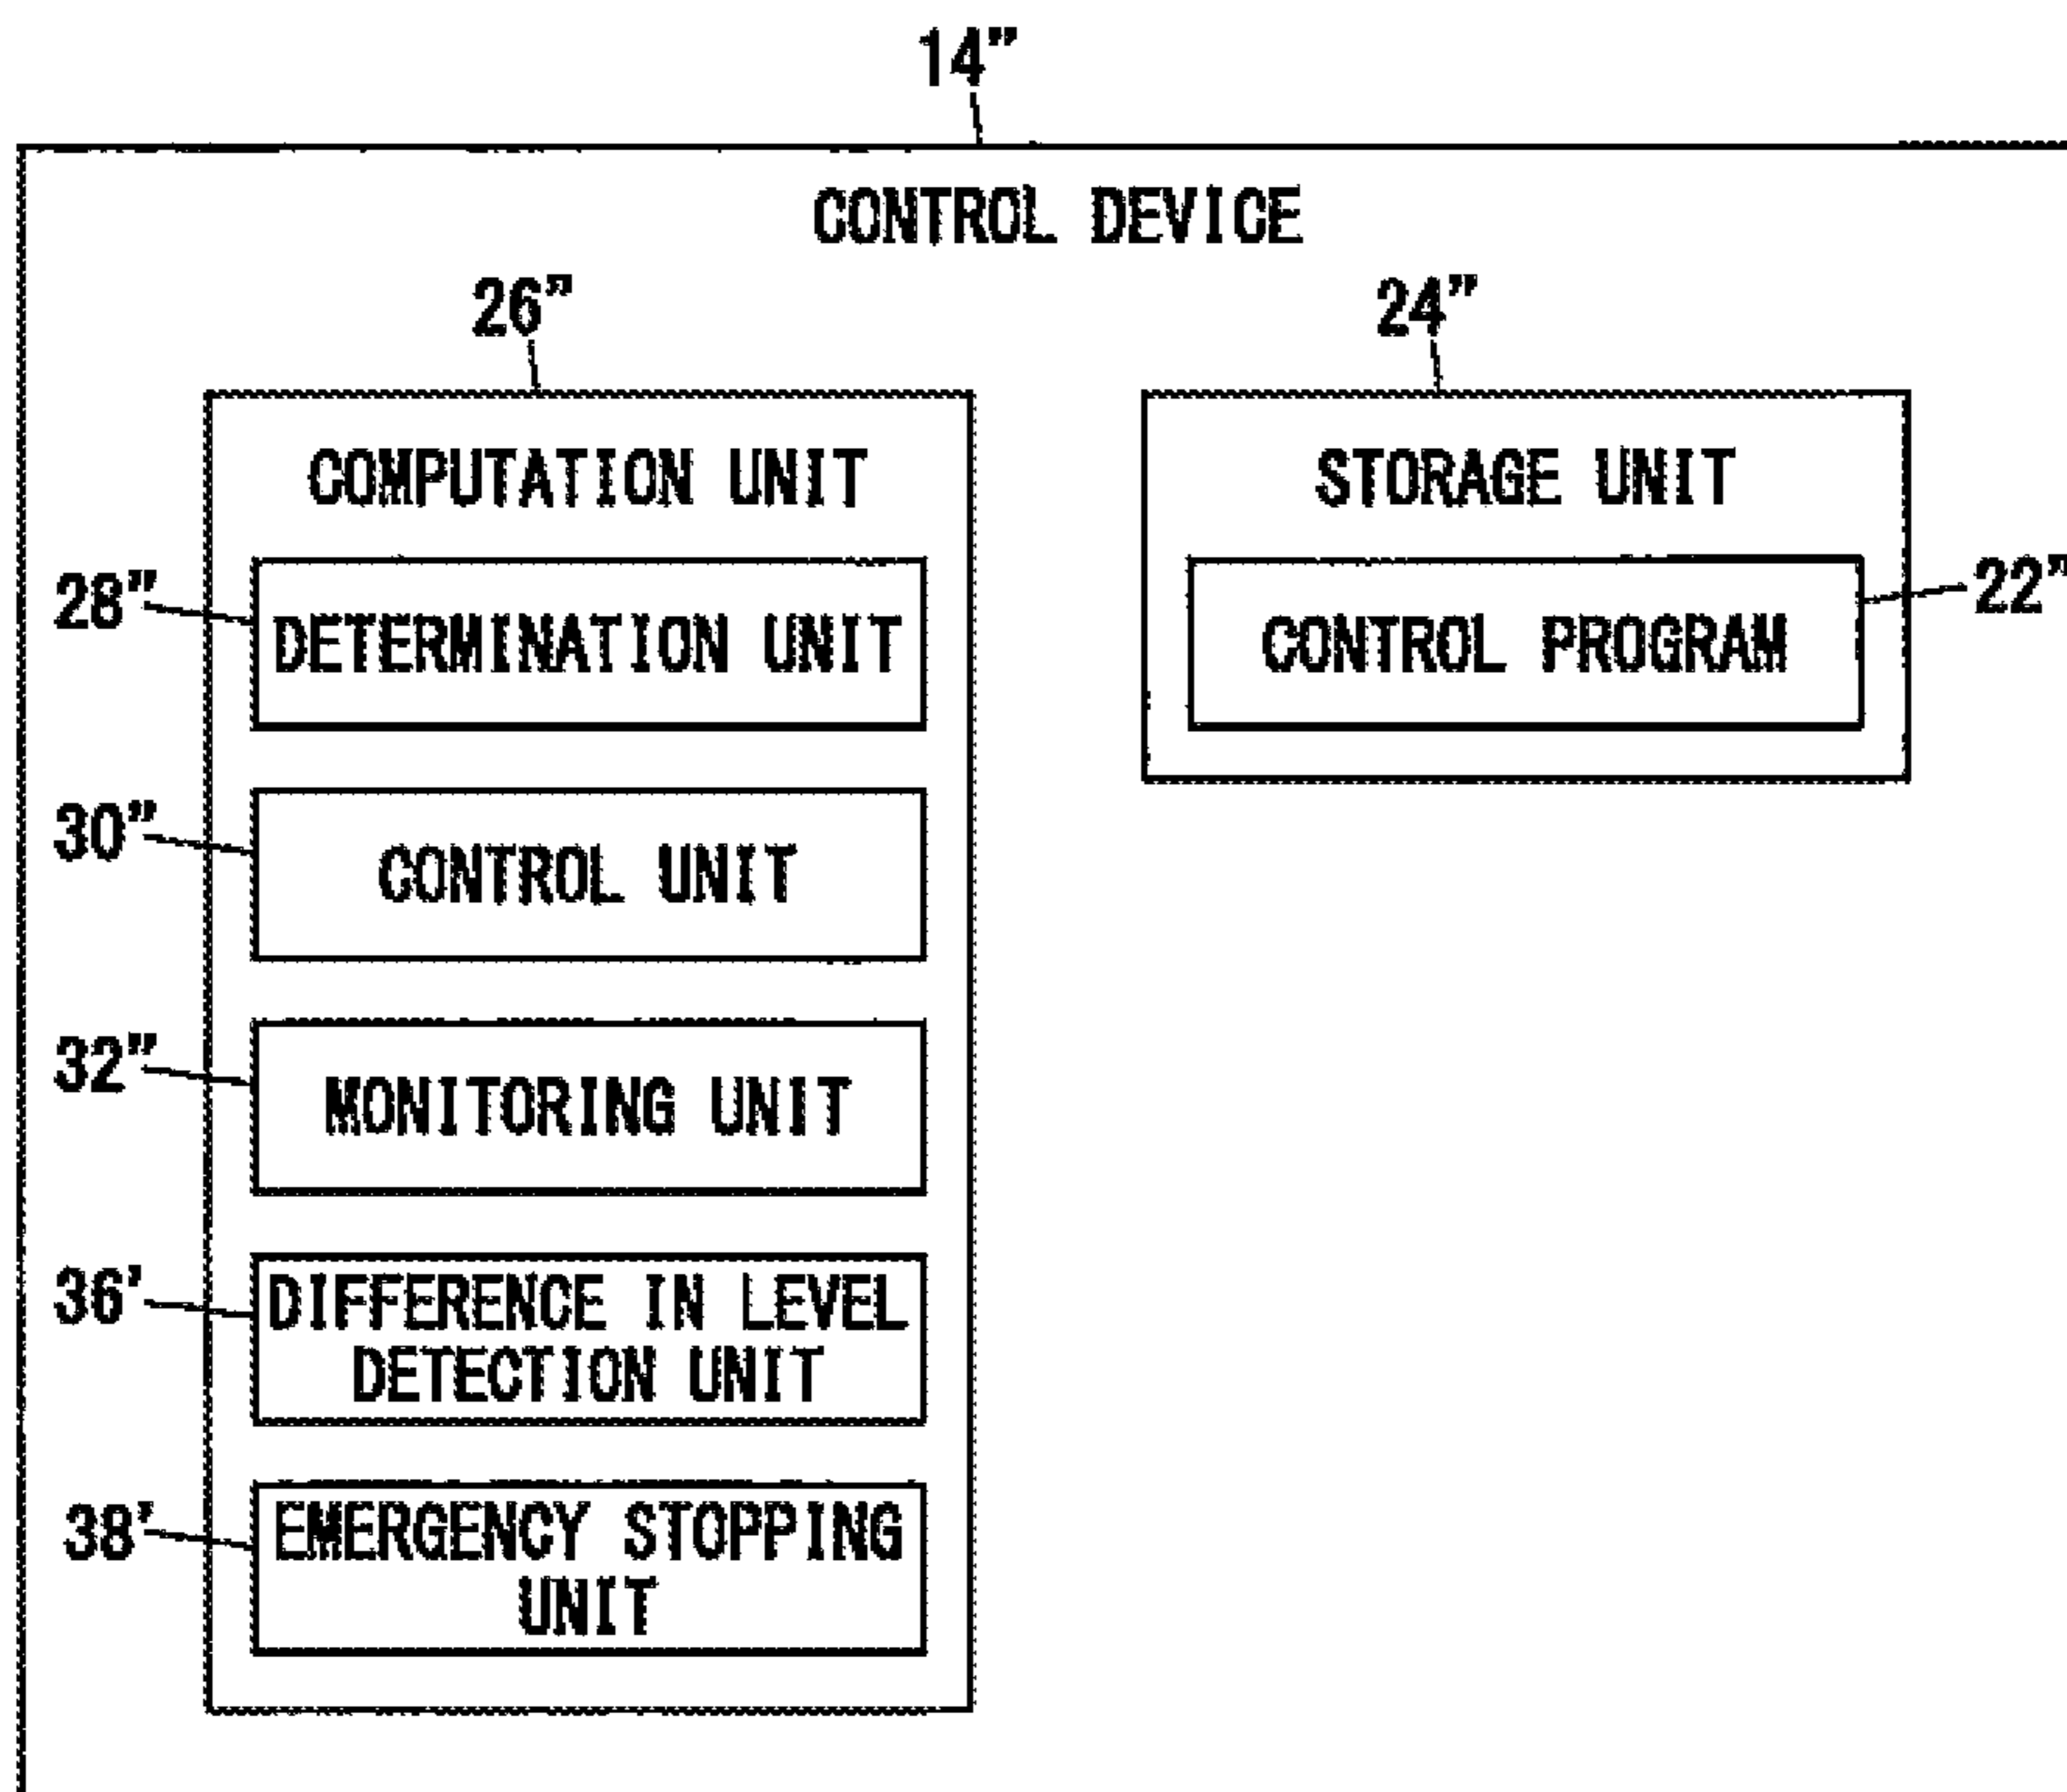 14”
CONTROL DEVICE
26”
24”
COMPUTATION UNIT
STORAGE UNIT
28”
DETERMINATION UNIT
CONTROL PROGRAM
22”
30”
CONTROL UNIT
32”
MONITORING UNIT
36’
DIFFERENCE IN LEVEL
DETECTION UNIT
38’
EMERGENCY STOPPING
UNIT